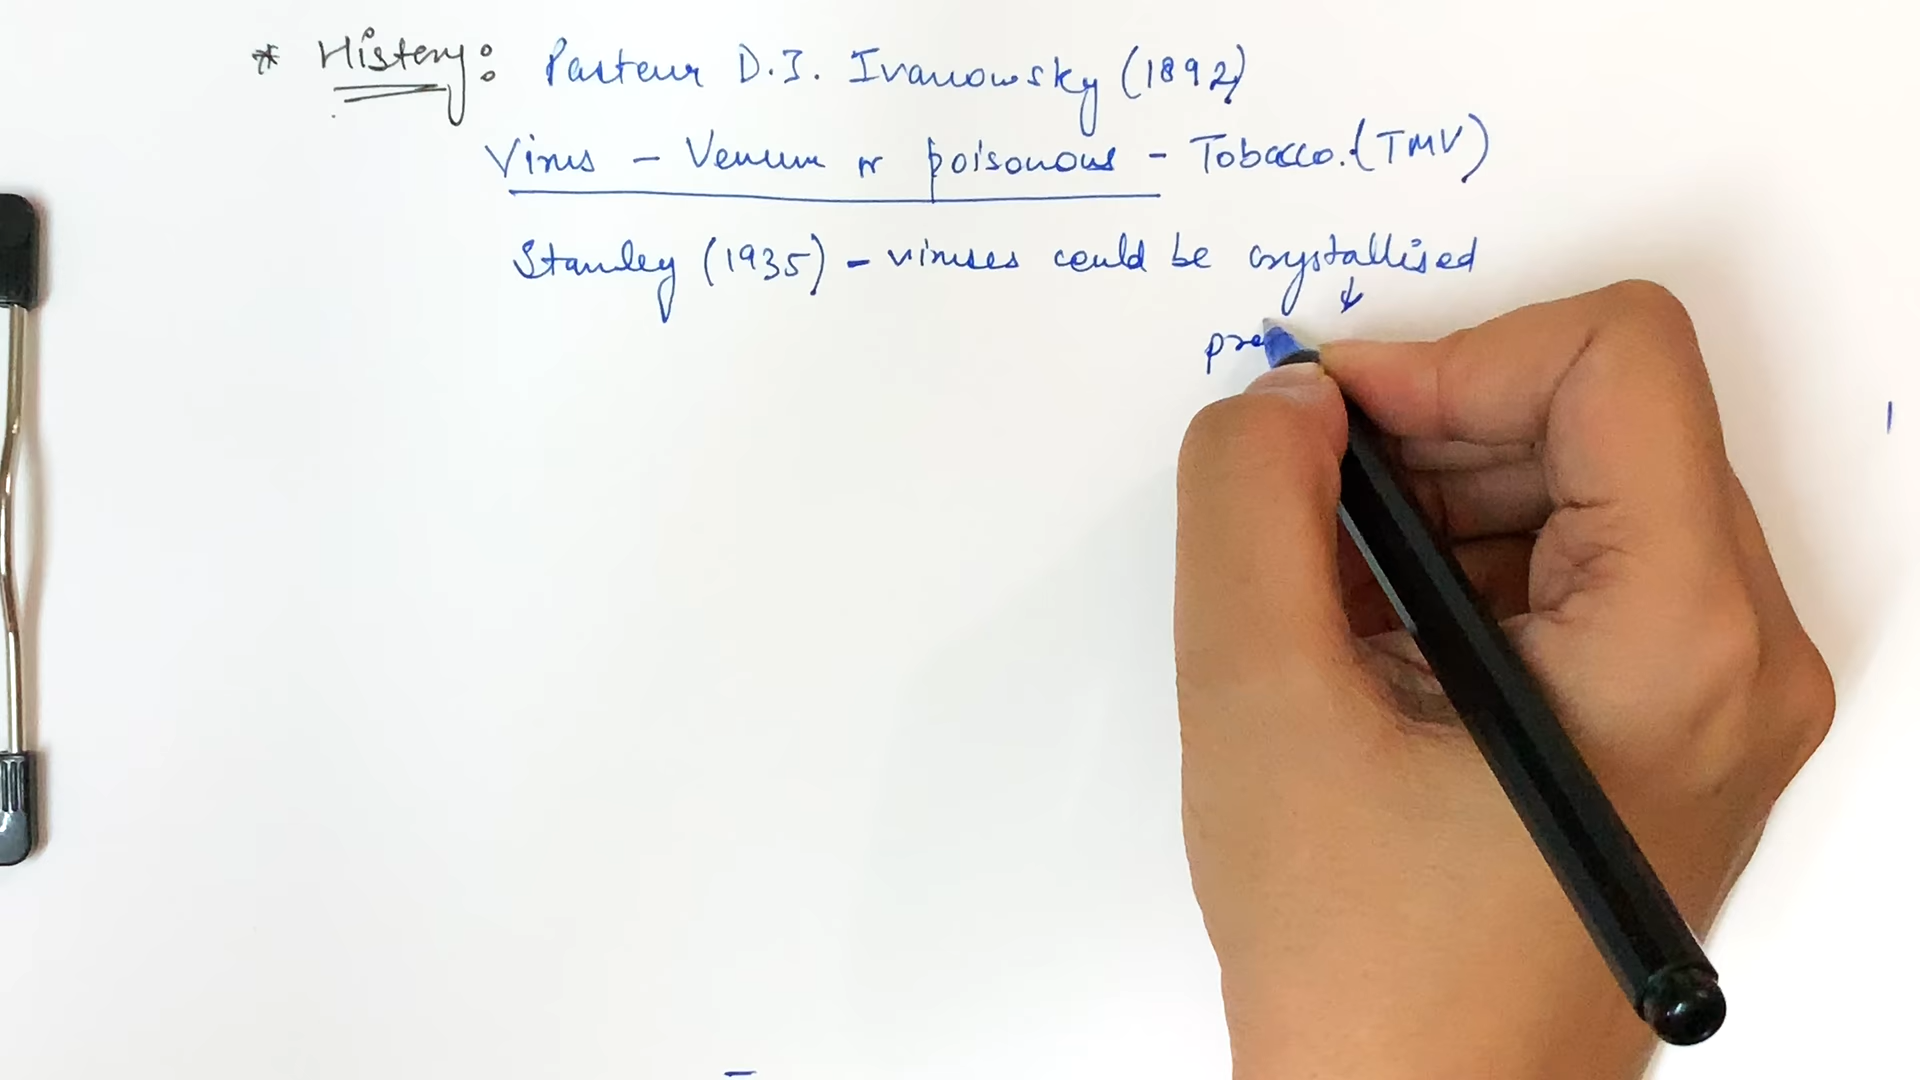 * History: Pasteur D.I. Ivanowsky (1892)
Virus - Venum or poisonous - Tobacco. (TMV)
Stanley (1935) - viruses could be crystallised
↓